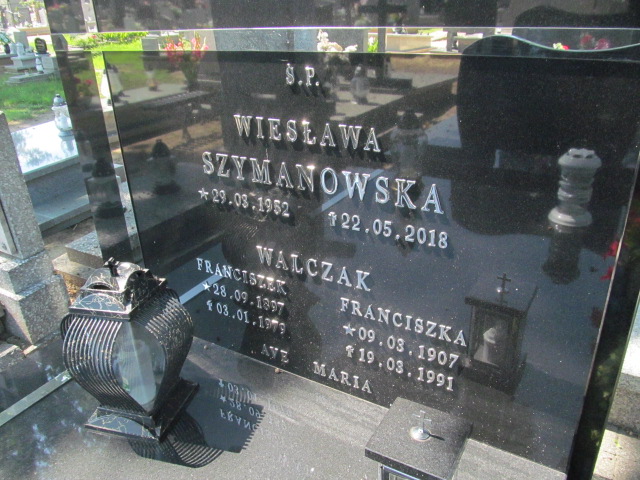 Ś.P.
WIESŁAWA
SZYMANOWSKA
★29.03.1952 ✝22.05.2018
WALCZAK
FRANCISZEK
★28.09.1897
✝03.01.1979
FRANCISZKA
★09.03.1907
✝19.03.1991
AVE MARIA